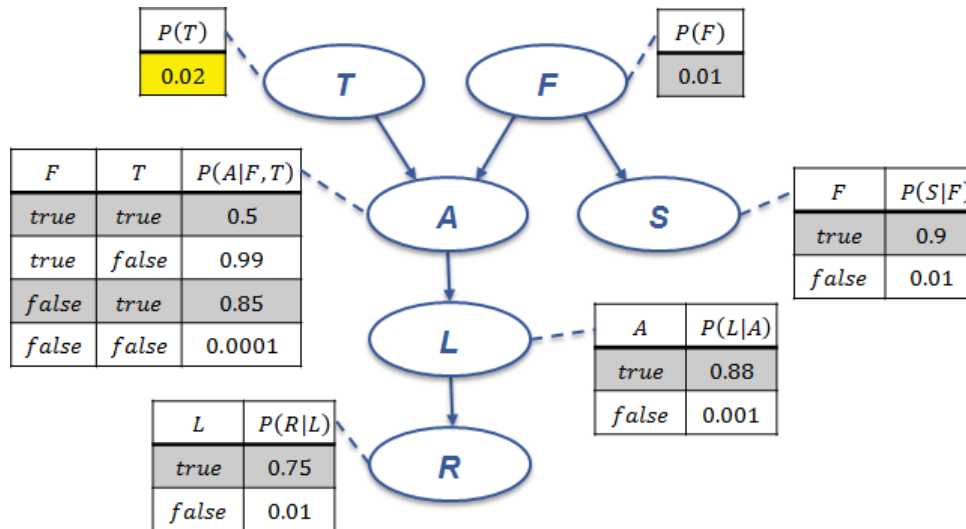 P(T)
0.02
T
F
P(F)
0.01
F T P(A|F,T)
true true 0.5
true false 0.99
false true 0.85
false false 0.0001
A
S
F P(S|F)
true 0.9
false 0.01
L
A P(L|A)
true 0.88
false 0.001
L P(R|L)
true 0.75
false 0.01
R